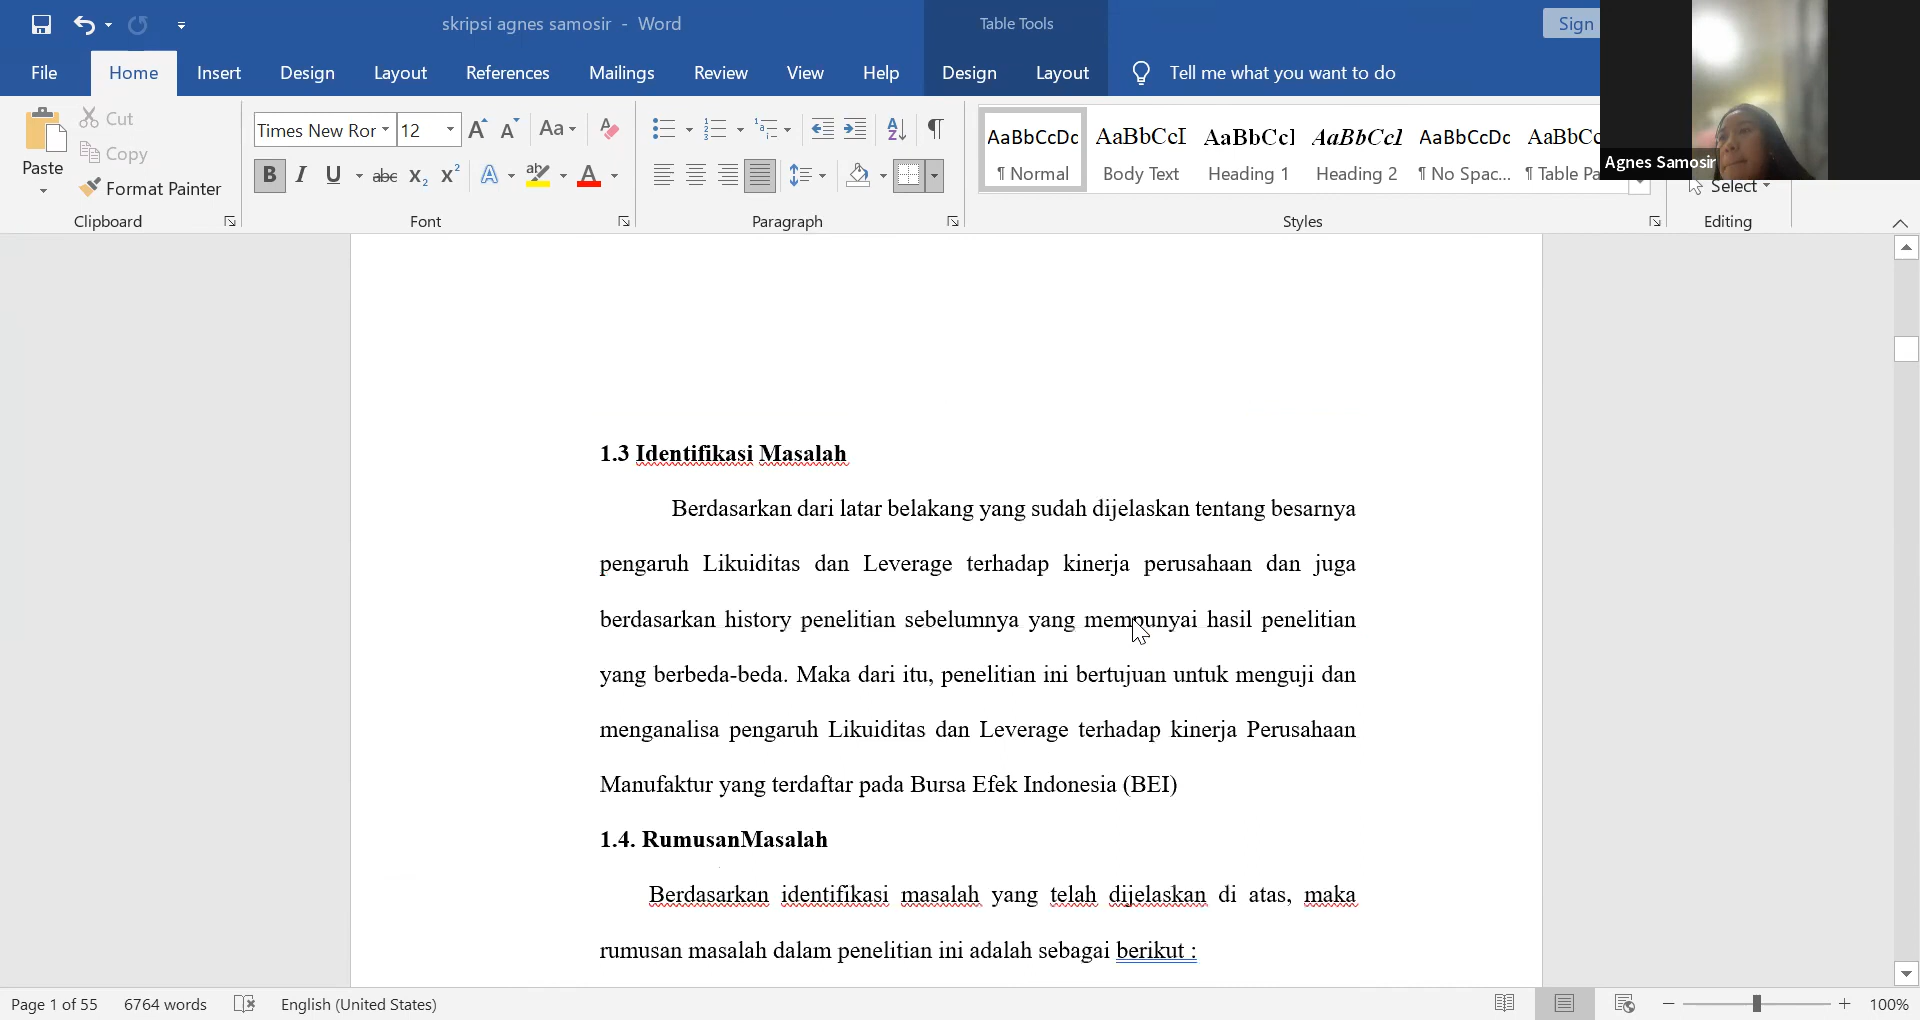 skripsi agnes samosir - Word
Table Tools
Sign
File Home Insert Design Layout References Mailings Review View Help Design Layout Tell me what you want to do
Paste
Cut
Copy
Format Painter
Clipboard
Times New Ror 12
Font
Paragraph
AaBbCcDc AaBbCcI AaBbCcI AaBbCcI AaBbCcDc AaBbCc
¶ Normal Body Text Heading 1 Heading 2 ¶ No Spac... ¶ Table Pa
Styles
Agnes Samosir
Select
Editing
1.3 Identifikasi Masalah
Berdasarkan dari latar belakang yang sudah dijelaskan tentang besarnya
pengaruh Likuiditas dan Leverage terhadap kinerja perusahaan dan juga
berdasarkan history penelitian sebelumnya yang mempunyai hasil penelitian
yang berbeda-beda. Maka dari itu, penelitian ini bertujuan untuk menguji dan
menganalisa pengaruh Likuiditas dan Leverage terhadap kinerja Perusahaan
Manufaktur yang terdaftar pada Bursa Efek Indonesia (BEI)
1.4. RumusanMasalah
Berdasarkan identifikasi masalah yang telah dijelaskan di atas, maka
rumusan masalah dalam penelitian ini adalah sebagai berikut :
Page 1 of 55 6764 words English (United States) 100%